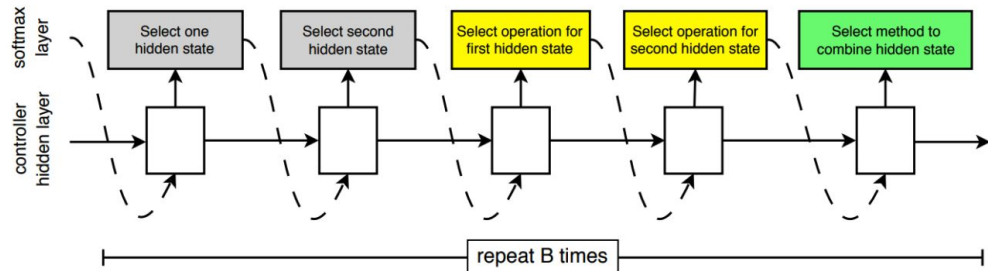 softmax
layer
controller
hidden layer
Select one
hidden state
Select second
hidden state
Select operation for
first hidden state
Select operation for
second hidden state
Select method to
combine hidden state
repeat B times